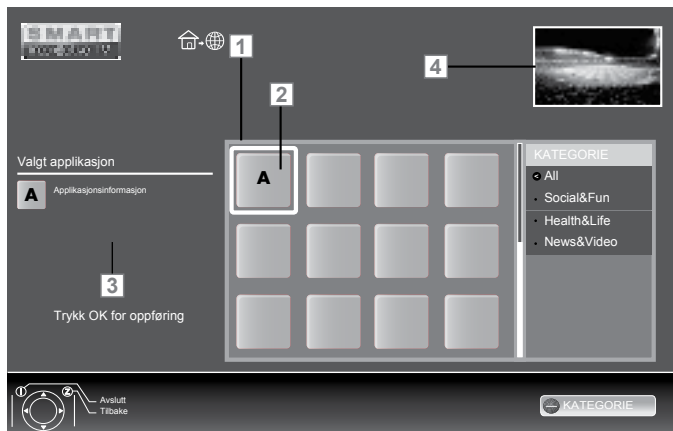 SMART
1
4
2
Valgt applikasjon
A
Applikasjonsinformasjon
A
KATEGORIE
All
Social&Fun
Health&Life
News&Video
3
Trykk OK for oppføring
Avslutt
Tilbake
KATEGORIE